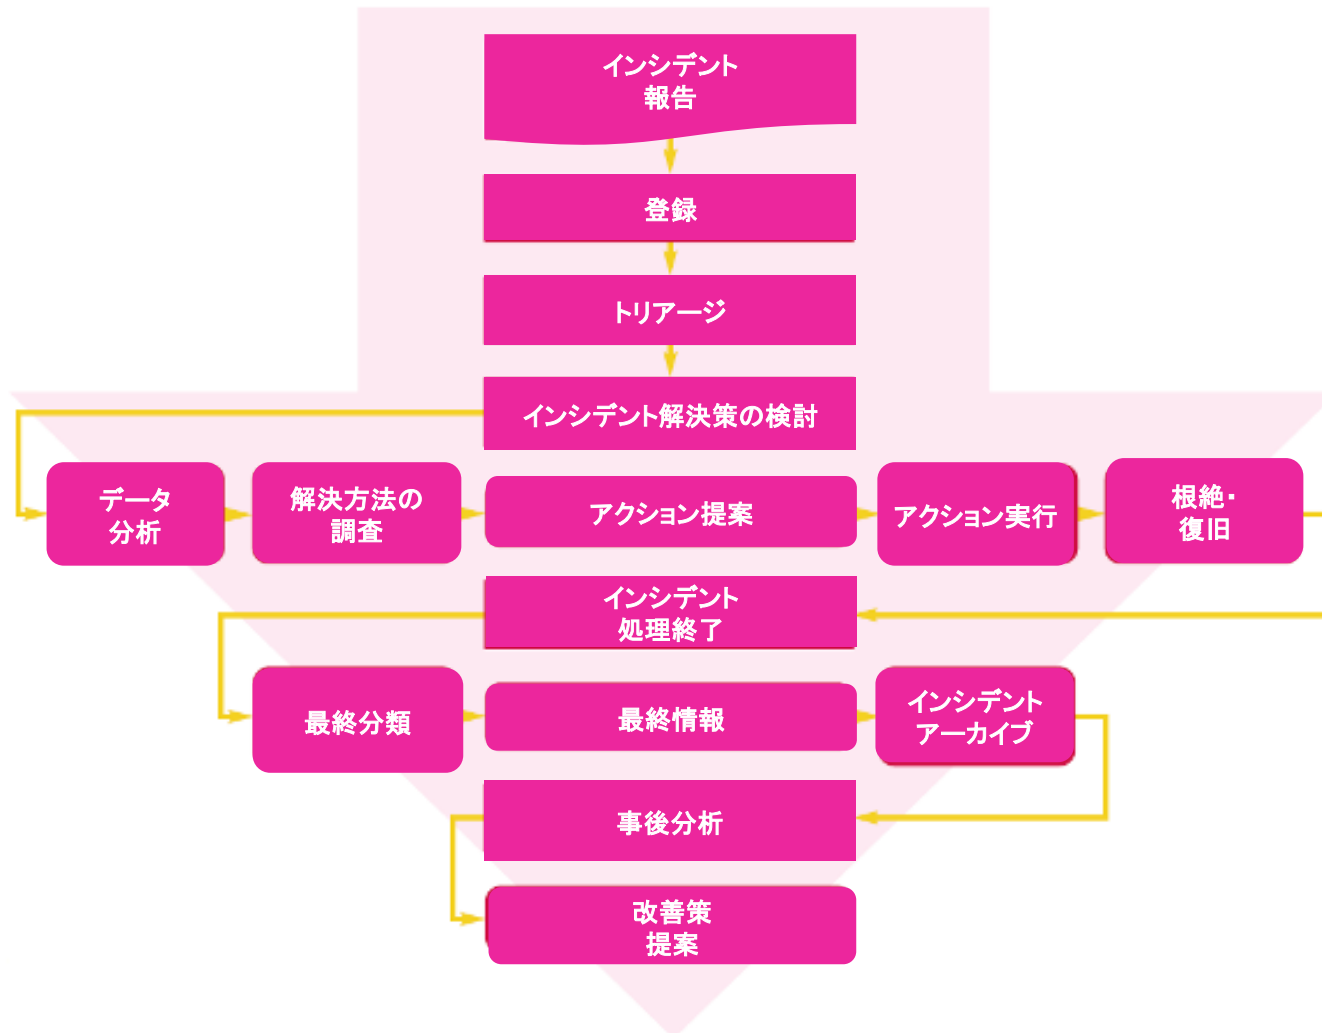 インシデント
報告
登録
トリアージ
インシデント解決策の検討
データ
分析
解決方法の
調査
アクション提案
アクション実行
根絶・
復旧
インシデント
処理終了
最終分類
最終情報
インシデント
アーカイブ
事後分析
改善策
提案